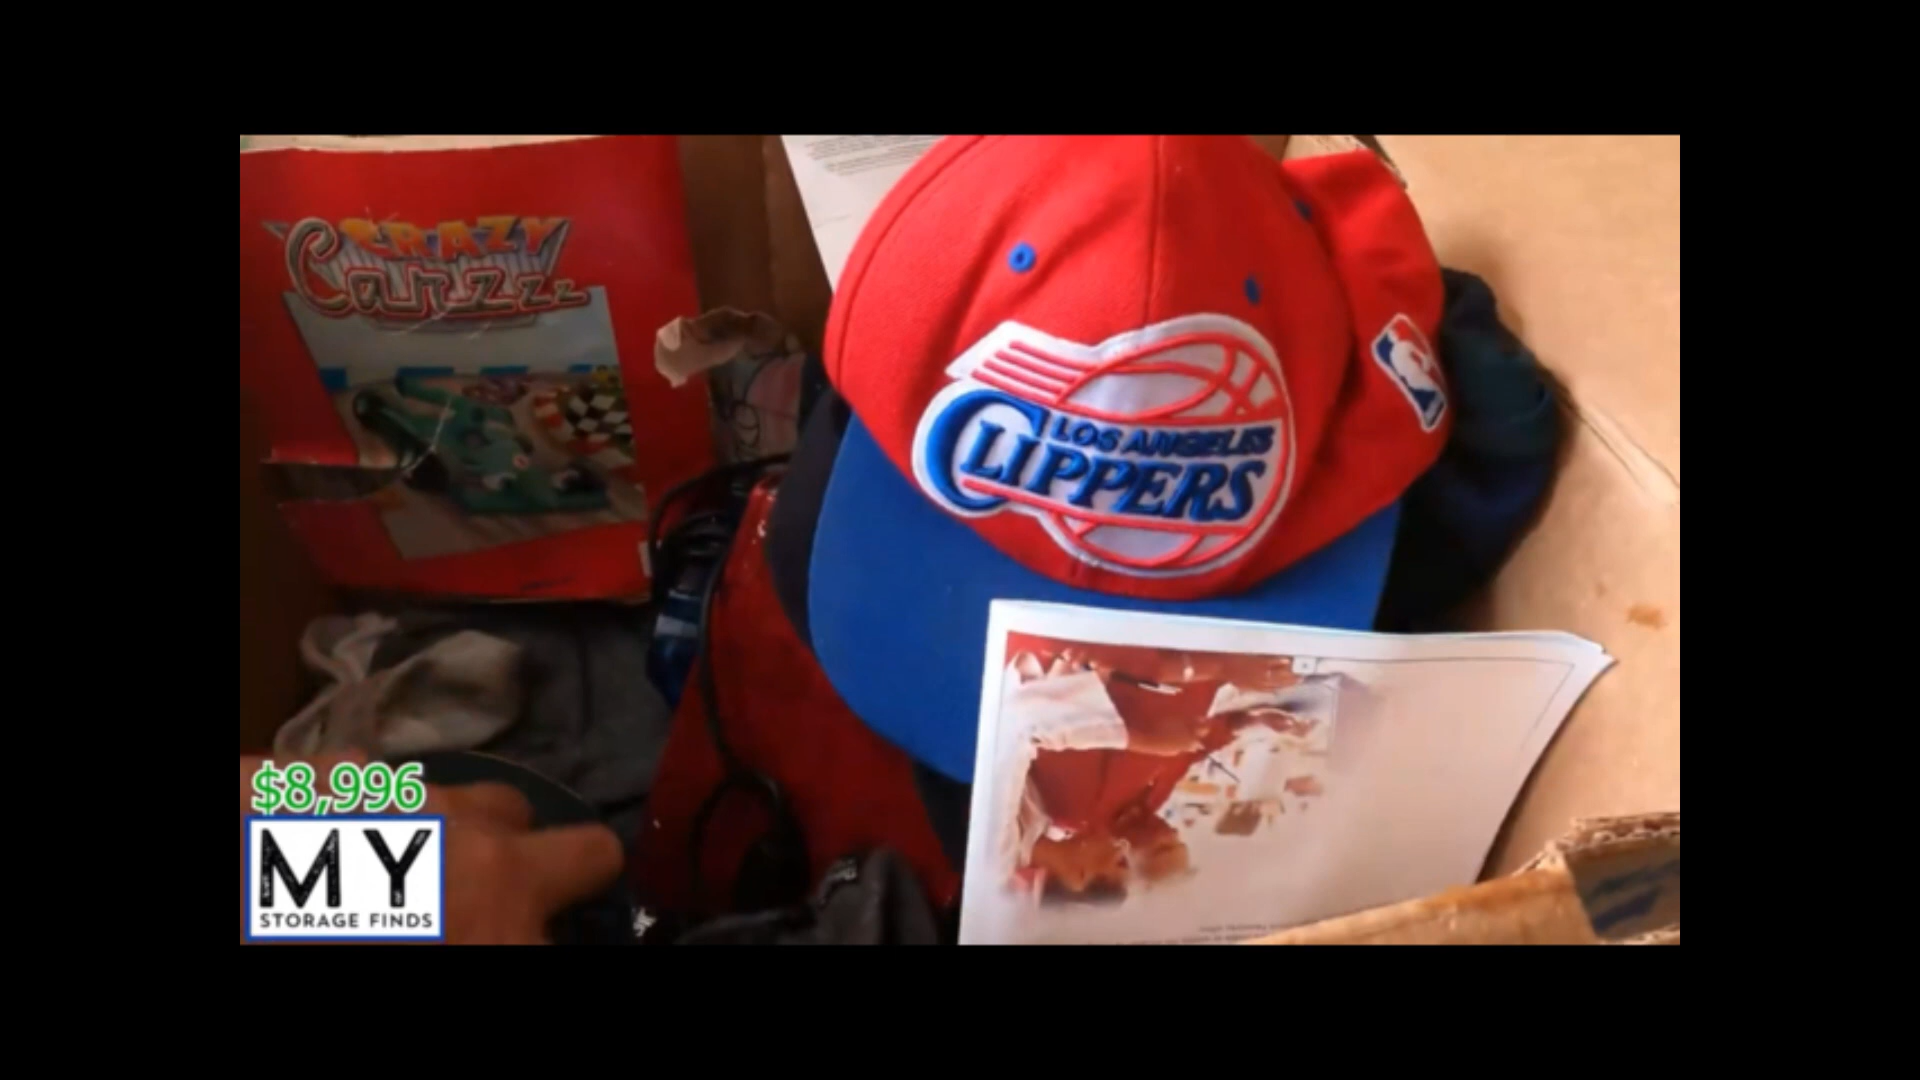 CRAZY
Carzzz
LOS ANGELES
CLIPPERS
$8,996
MY
STORAGE FINDS